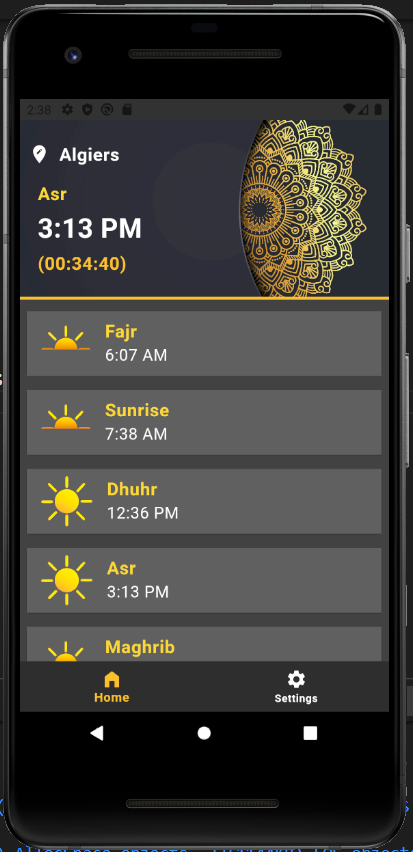 2:38
Algiers
Asr
3:13 PM
(00:34:40)
Fajr
6:07 AM
Sunrise
7:38 AM
Dhuhr
12:36 PM
Asr
3:13 PM
Maghrib
Home
Settings